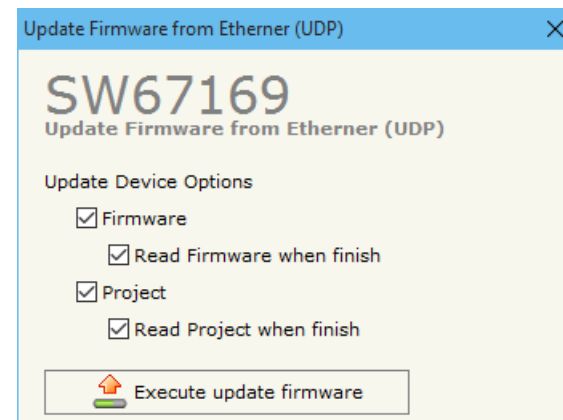 Update Firmware from Etherner (UDP)
SW67169
Update Firmware from Etherner (UDP)
Update Device Options
Firmware
Read Firmware when finish
Project
Read Project when finish
Execute update firmware